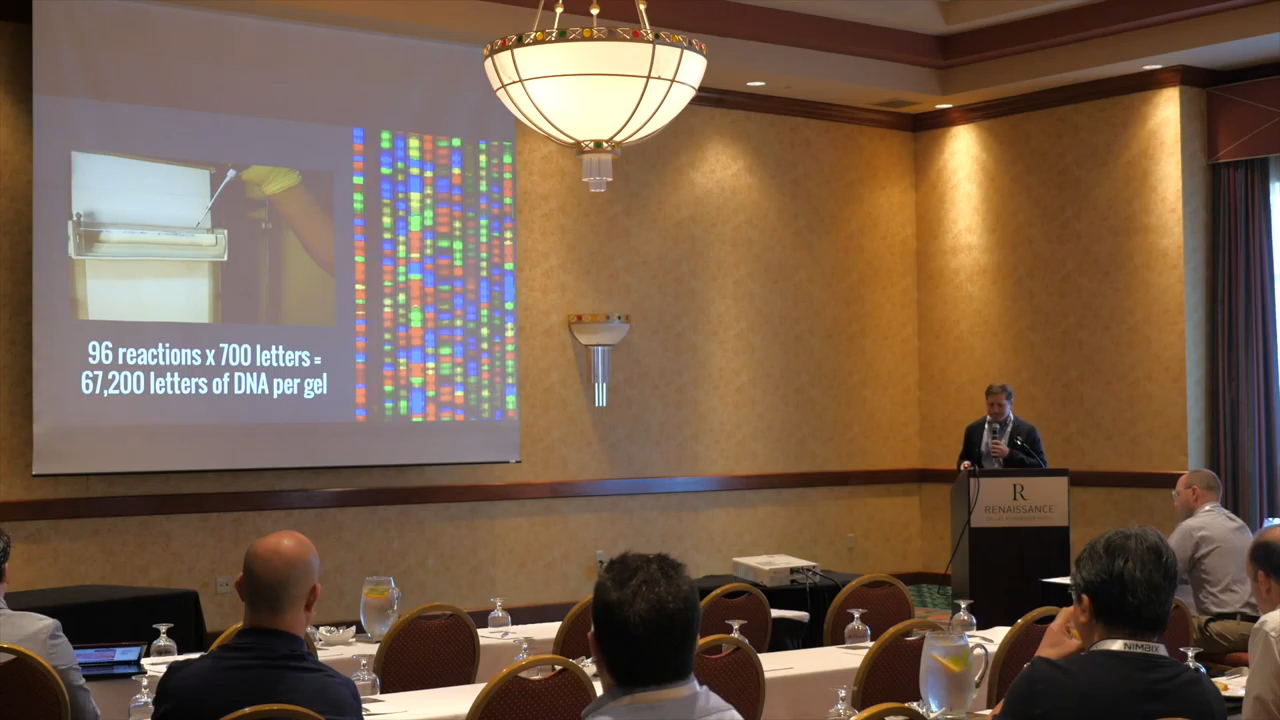 96 reactions x 700 letters =
67,200 letters of DNA per gel
R
RENAISSANCE
NIMBIX